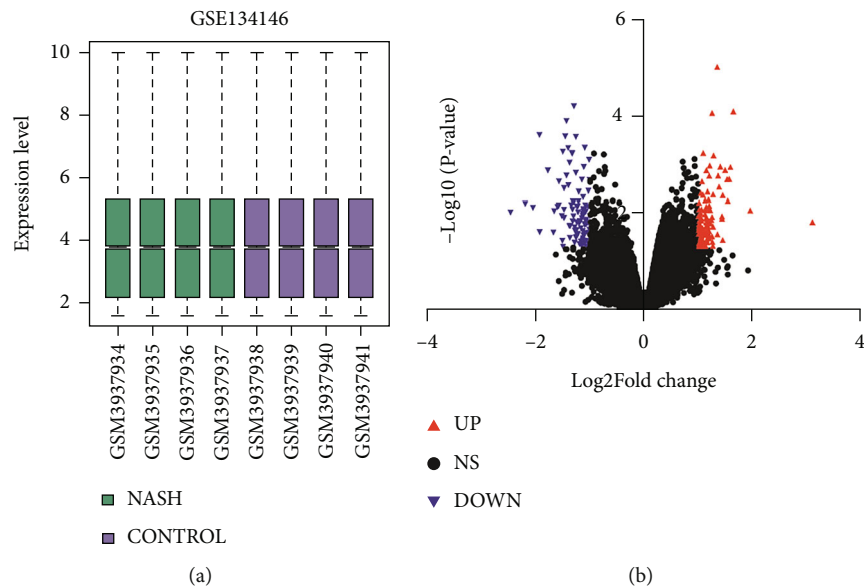 GSE134146
Expression level
10
8
6
4
2
GSM3937934
GSM3937935
GSM3937936
GSM3937937
GSM3937938
GSM3937939
GSM3937940
GSM3937941
NASH
CONTROL
(a)
−Log10 (P-value)
6
4
2
−4
−2
0
2
4
Log2Fold change
UP
NS
DOWN
(b)